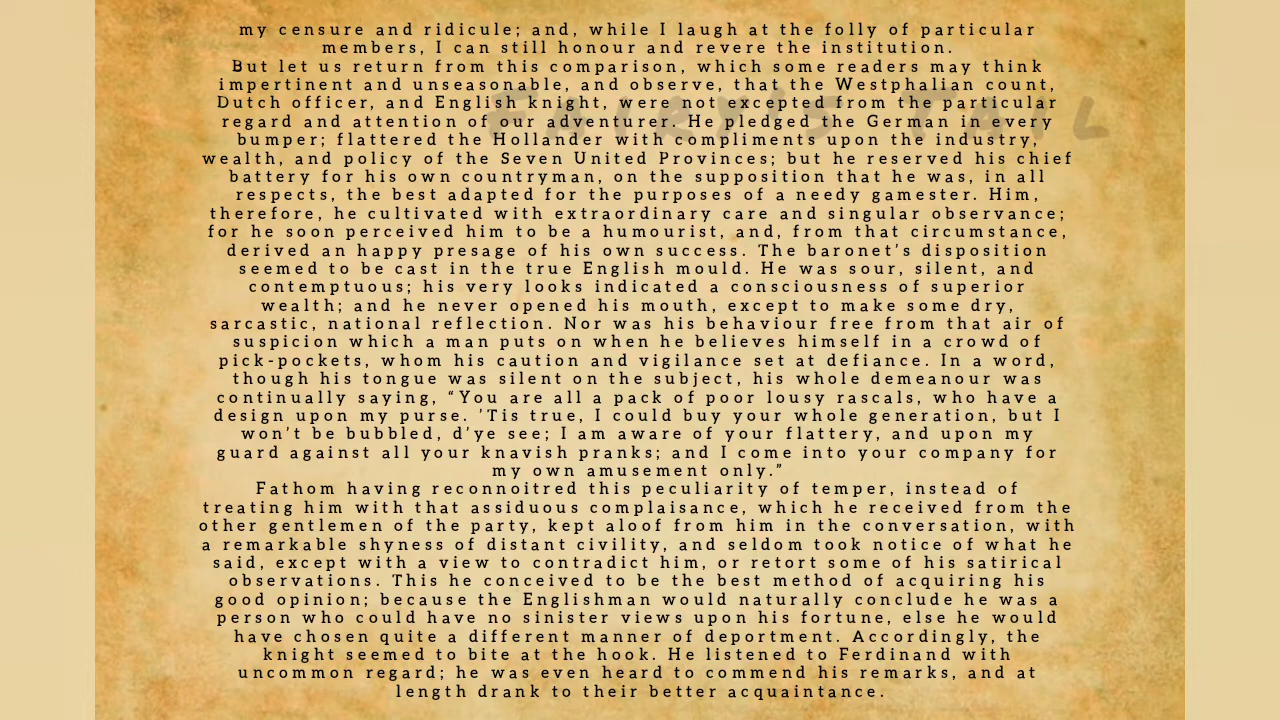 my censure and ridicule; and, while I laugh at the folly of particular
members, I can still honour and revere the institution.
But let us return from this comparison, which some readers may think
impertinent and unseasonable, and observe, that the Westphalian count,
Dutch officer, and English knight, were not excepted from the particular
regard and attention of our adventurer. He pledged the German in every
bumper; flattered the Hollander with compliments upon the industry,
wealth, and policy of the Seven United Provinces; but he reserved his chief
battery for his own countryman, on the supposition that he was, in all
respects, the best adapted for the purposes of a needy gamester. Him,
therefore, he cultivated with extraordinary care and singular observance;
for he soon perceived him to be a humourist, and, from that circumstance,
derived an happy presage of his own success. The baronet's disposition
seemed to be cast in the true English mould. He was sour, silent, and
contemptuous; his very looks indicated a consciousness of superior
wealth; and he never opened his mouth, except to make some dry,
sarcastic, national reflection. Nor was his behaviour free from that air of
suspicion which a man puts on when he believes himself in a crowd of
pick-pockets, whom his caution and vigilance set at defiance. In a word,
though his tongue was silent on the subject, his whole demeanour was
continually saying, “You are all a pack of poor lousy rascals, who have a
design upon my purse. 'Tis true, I could buy your whole generation, but I
won't be bubbled, d'ye see; I am aware of your flattery, and upon my
guard against all your knavish pranks; and I come into your company for
my own amusement only.”
Fathom having reconnoitred this peculiarity of temper, instead of
treating him with that assiduous complaisance, which he received from the
other gentlemen of the party, kept aloof from him in the conversation, with
a remarkable shyness of distant civility, and seldom took notice of what he
said, except with a view to contradict him, or retort some of his satirical
observations. This he conceived to be the best method of acquiring his
good opinion; because the Englishman would naturally conclude he was a
person who could have no sinister views upon his fortune, else he would
have chosen quite a different manner of deportment. Accordingly, the
knight seemed to bite at the hook. He listened to Ferdinand with
uncommon regard; he was even heard to commend his remarks, and at
length drank to their better acquaintance.
FAIRY'S TAIL